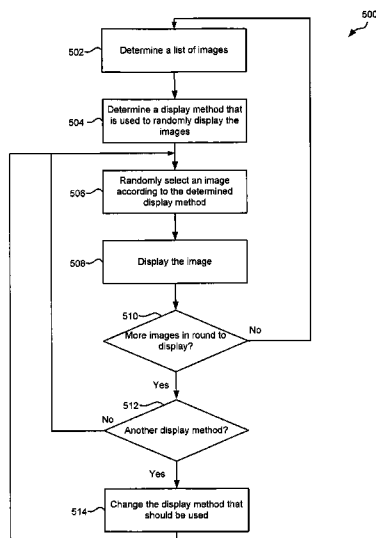 500
502
Determine a list of images
504
Determine a display method that
is used to randomly display the
images
506
Randomly select an image
according to the determined
display method
508
Display the image
510
More images in round to
display?
No
Yes
512
No
Another display method?
Yes
514
Change the display method that
should be used